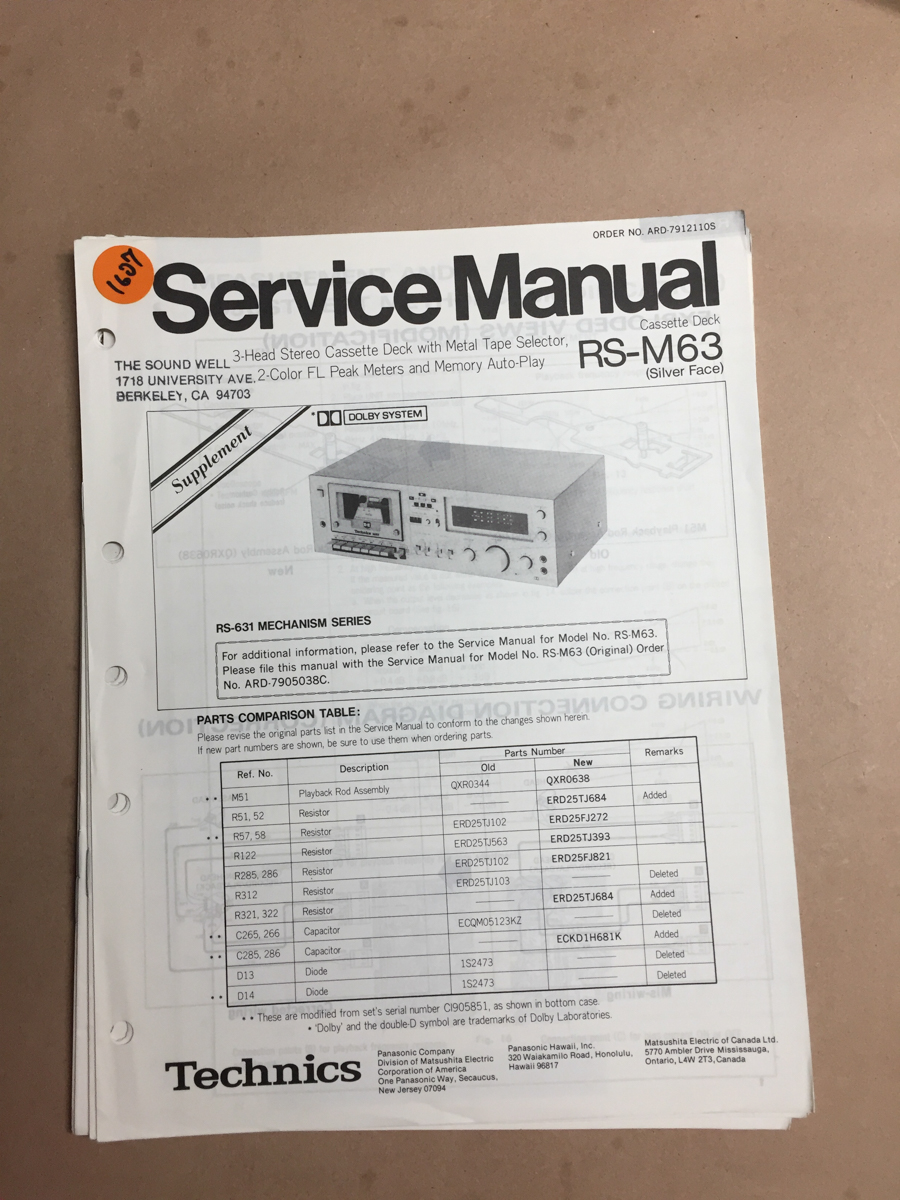 ORDER NO. ARD-7912110S
1607
Service Manual
Cassette Deck
THE SOUND WELL
1718 UNIVERSITY AVE.
BERKELEY, CA 94703
3-Head Stereo Cassette Deck with Metal Tape Selector,
2-Color FL Peak Meters and Memory Auto-Play
RS-M63
(Silver Face)
Supplement
• DOLBY SYSTEM
Technics
RS-631 MECHANISM SERIES
For additional information, please refer to the Service Manual for Model No. RS-M63.
Please file this manual with the Service Manual for Model No. RS-M63 (Original) Order
No. ARD-7905038C.
PARTS COMPARISON TABLE:
Please revise the original parts list in the Service Manual to conform to the changes shown herein.
If new part numbers are shown, be sure to use them when ordering parts.
Ref. No. Description Parts Number Remarks
Old New
•• M51 Playback Rod Assembly QXR0344 QXR0638
R51, 52 Resistor —— ERD25TJ684 Added
•• R57, 58 Resistor ERD25TJ102 ERD25FJ272
R122 Resistor ERD25TJ563 ERD25TJ393
R285, 286 Resistor ERD25TJ102 ERD25FJ821
R312 Resistor ERD25TJ103 —— Deleted
R321, 322 Resistor —— ERD25TJ684 Added
•• C265, 266 Capacitor ECQM05123KZ —— Deleted
•• C285, 286 Capacitor —— ECKD1H681K Added
D13 Diode 1S2473 —— Deleted
•• D14 Diode 1S2473 —— Deleted
•• These are modified from set's serial number CI905851, as shown in bottom case.
• 'Dolby' and the double-D symbol are trademarks of Dolby Laboratories.
Technics
Panasonic Company
Division of Matsushita Electric
Corporation of America
One Panasonic Way, Secaucus,
New Jersey 07094
Panasonic Hawaii, Inc.
320 Waiakamilo Road, Honolulu,
Hawaii 96817
Matsushita Electric of Canada Ltd.
5770 Ambler Drive Mississauga,
Ontario, L4W 2T3, Canada